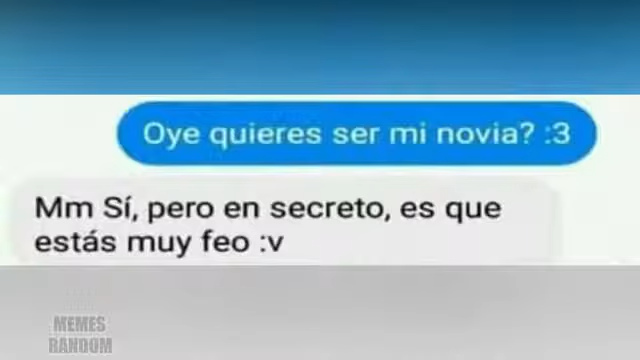 Oye quieres ser mi novia? :3
Mm Sí, pero en secreto, es que
estás muy feo :v
MEMES
RANDOM